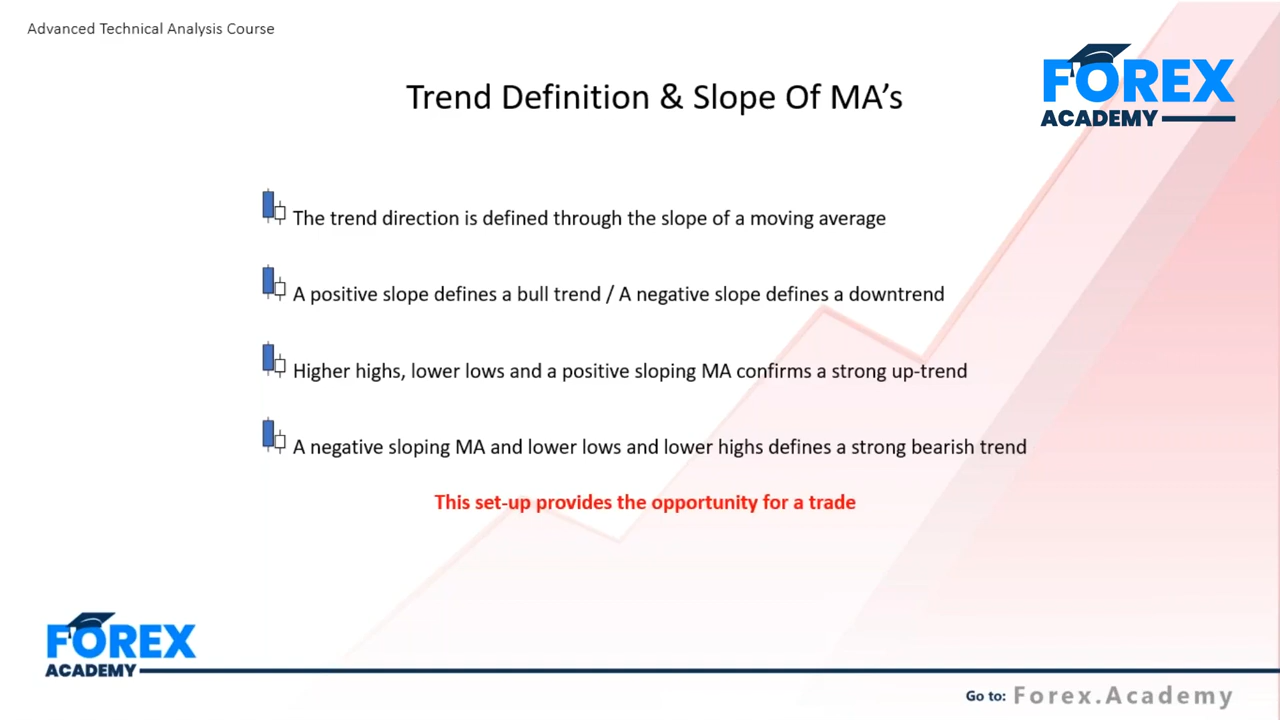 Advanced Technical Analysis Course
FOREX
ACADEMY
Trend Definition & Slope Of MA’s
The trend direction is defined through the slope of a moving average
A positive slope defines a bull trend / A negative slope defines a downtrend
Higher highs, lower lows and a positive sloping MA confirms a strong up-trend
A negative sloping MA and lower lows and lower highs defines a strong bearish trend
This set-up provides the opportunity for a trade
FOREX
ACADEMY
Go to: Forex.Academy